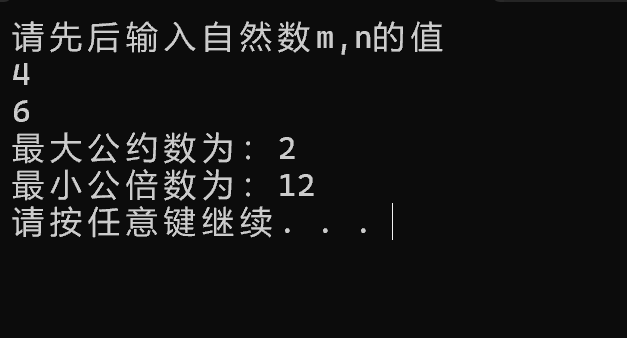 请先后输入自然数m,n的值
4
6
最大公约数为: 2
最小公倍数为: 12
请按任意键继续. . .